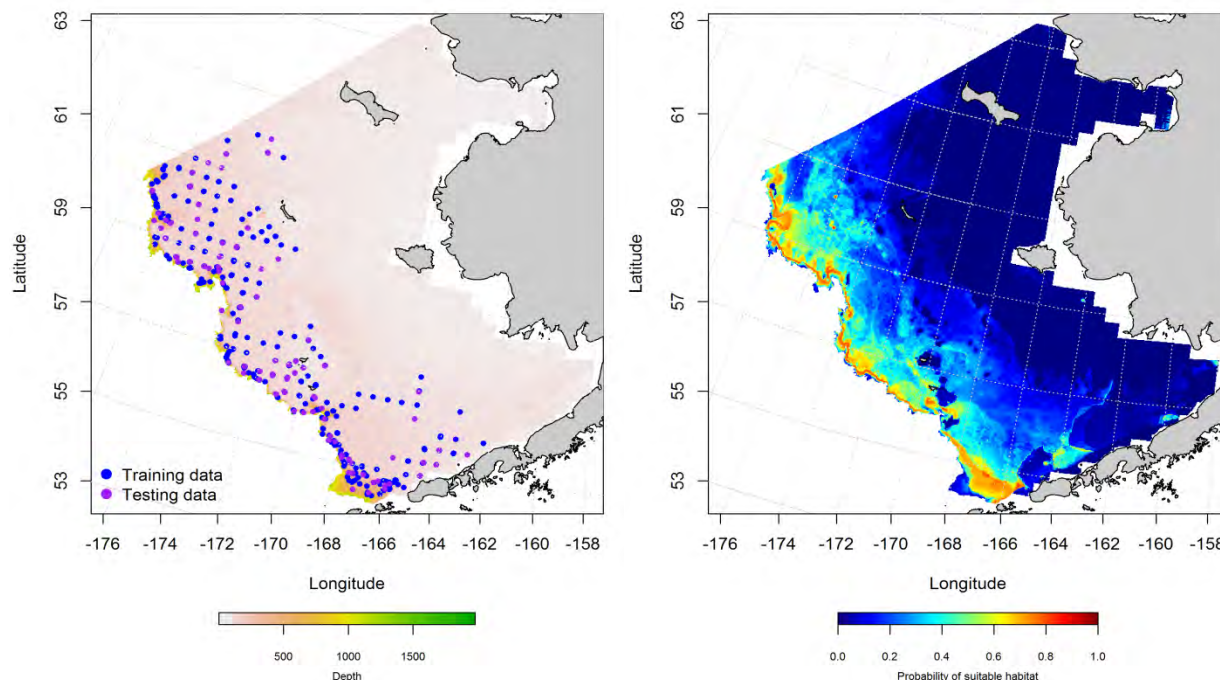 63
61
59
57
55
53
Latitude
Training data
Testing data
-176 -174 -172 -170 -168 -166 -164 -162 -160 -158
Longitude
500 1000 1500
Depth
63
61
59
57
55
53
Latitude
-176 -174 -172 -170 -168 -166 -164 -162 -160 -158
Longitude
0.0 0.2 0.4 0.6 0.8 1.0
Probability of suitable habitat